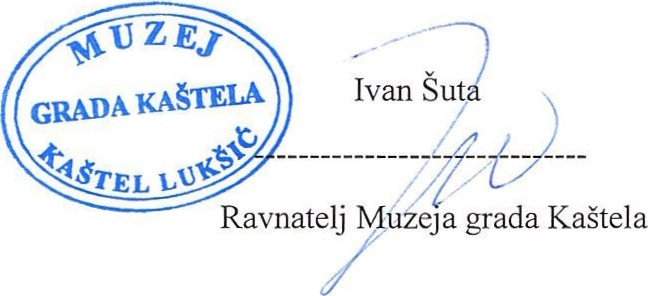 MUZEJ
GRADA KAŠTELA
KAŠTEL LUKŠIĆ
Ivan Šuta
Ravnatelj Muzeja grada Kaštela